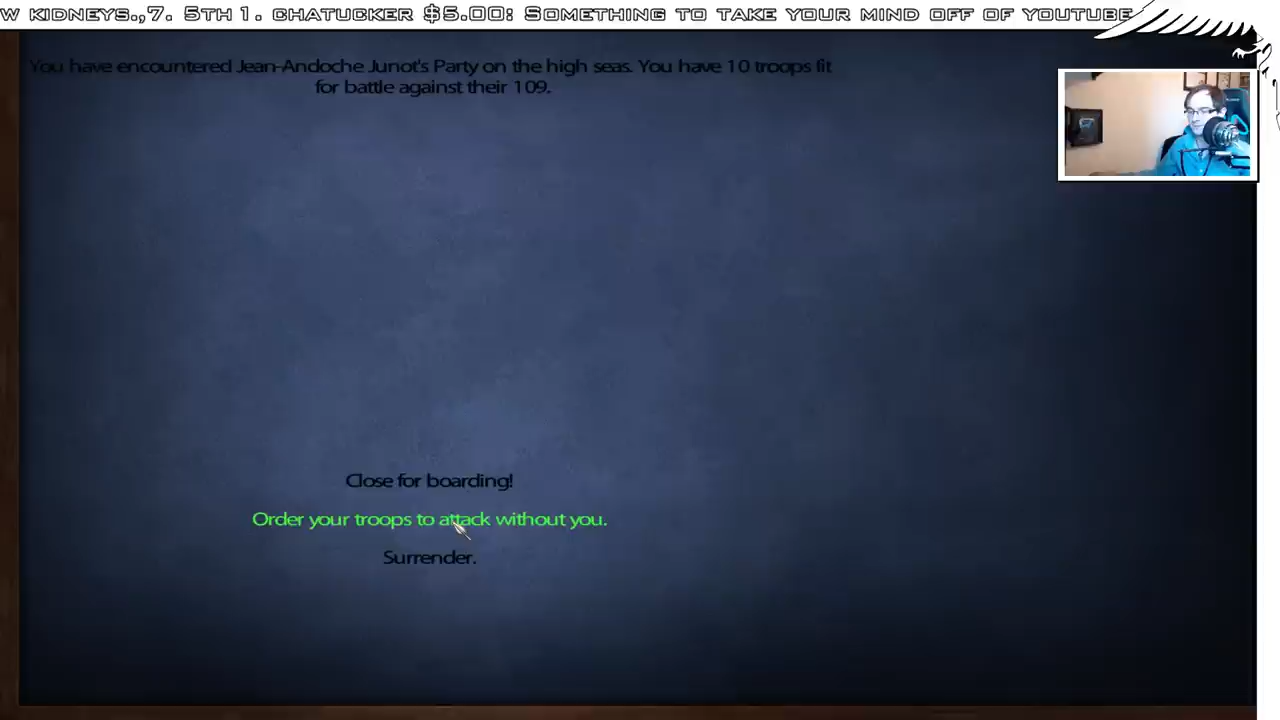 w kidneys.,7. 5th 1. chatucker $5.00: Something to take your mind off of youtube
You have encountered Jean-Andoche Junot's Party on the high seas. You have 10 troops fit
for battle against their 109.
Close for boarding!
Order your troops to attack without you.
Surrender.